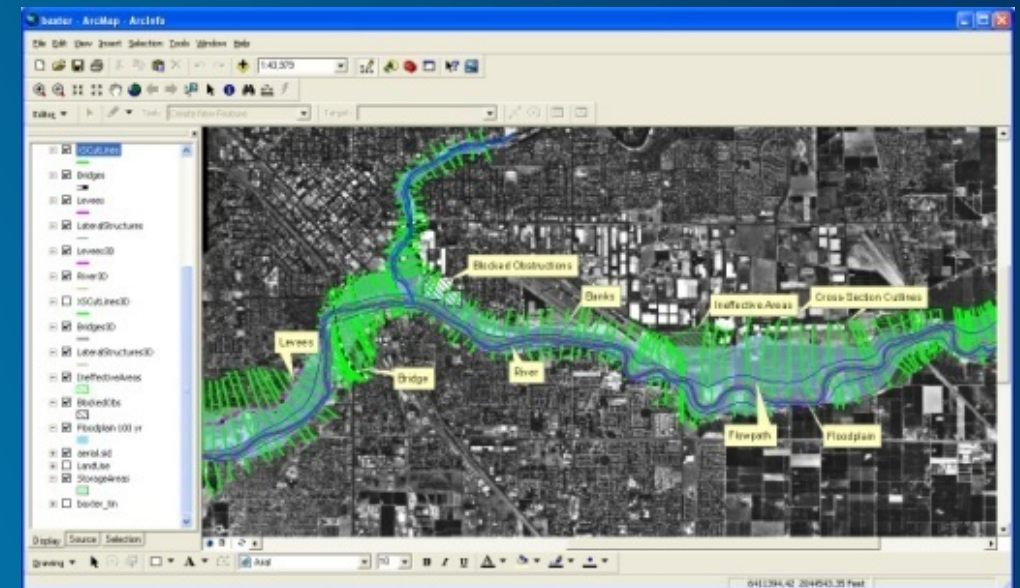 baxter - ArcMap - ArcInfo
File Edit View Insert Selection Tools Window Help
1:43,979
Editor Task: Create New Feature Target:
XSCutLines
Bridges
Levees
LateralStructures
Levees3D
River3D
XSCutLines3D
Bridges3D
LateralStructures3D
IneffectiveAreas
BlockedObs
Floodplain 100 yr
aerial.sid
LandUse
StorageAreas
baxter_tin
Blocked Obstructions
Banks
Ineffective Areas
Cross-Section Cutlines
Levees
Bridge
River
Flowpath
Floodplain
Display Source Selection
Drawing A Arial 10 B I U A
6411394.42 2044543.35 Feet